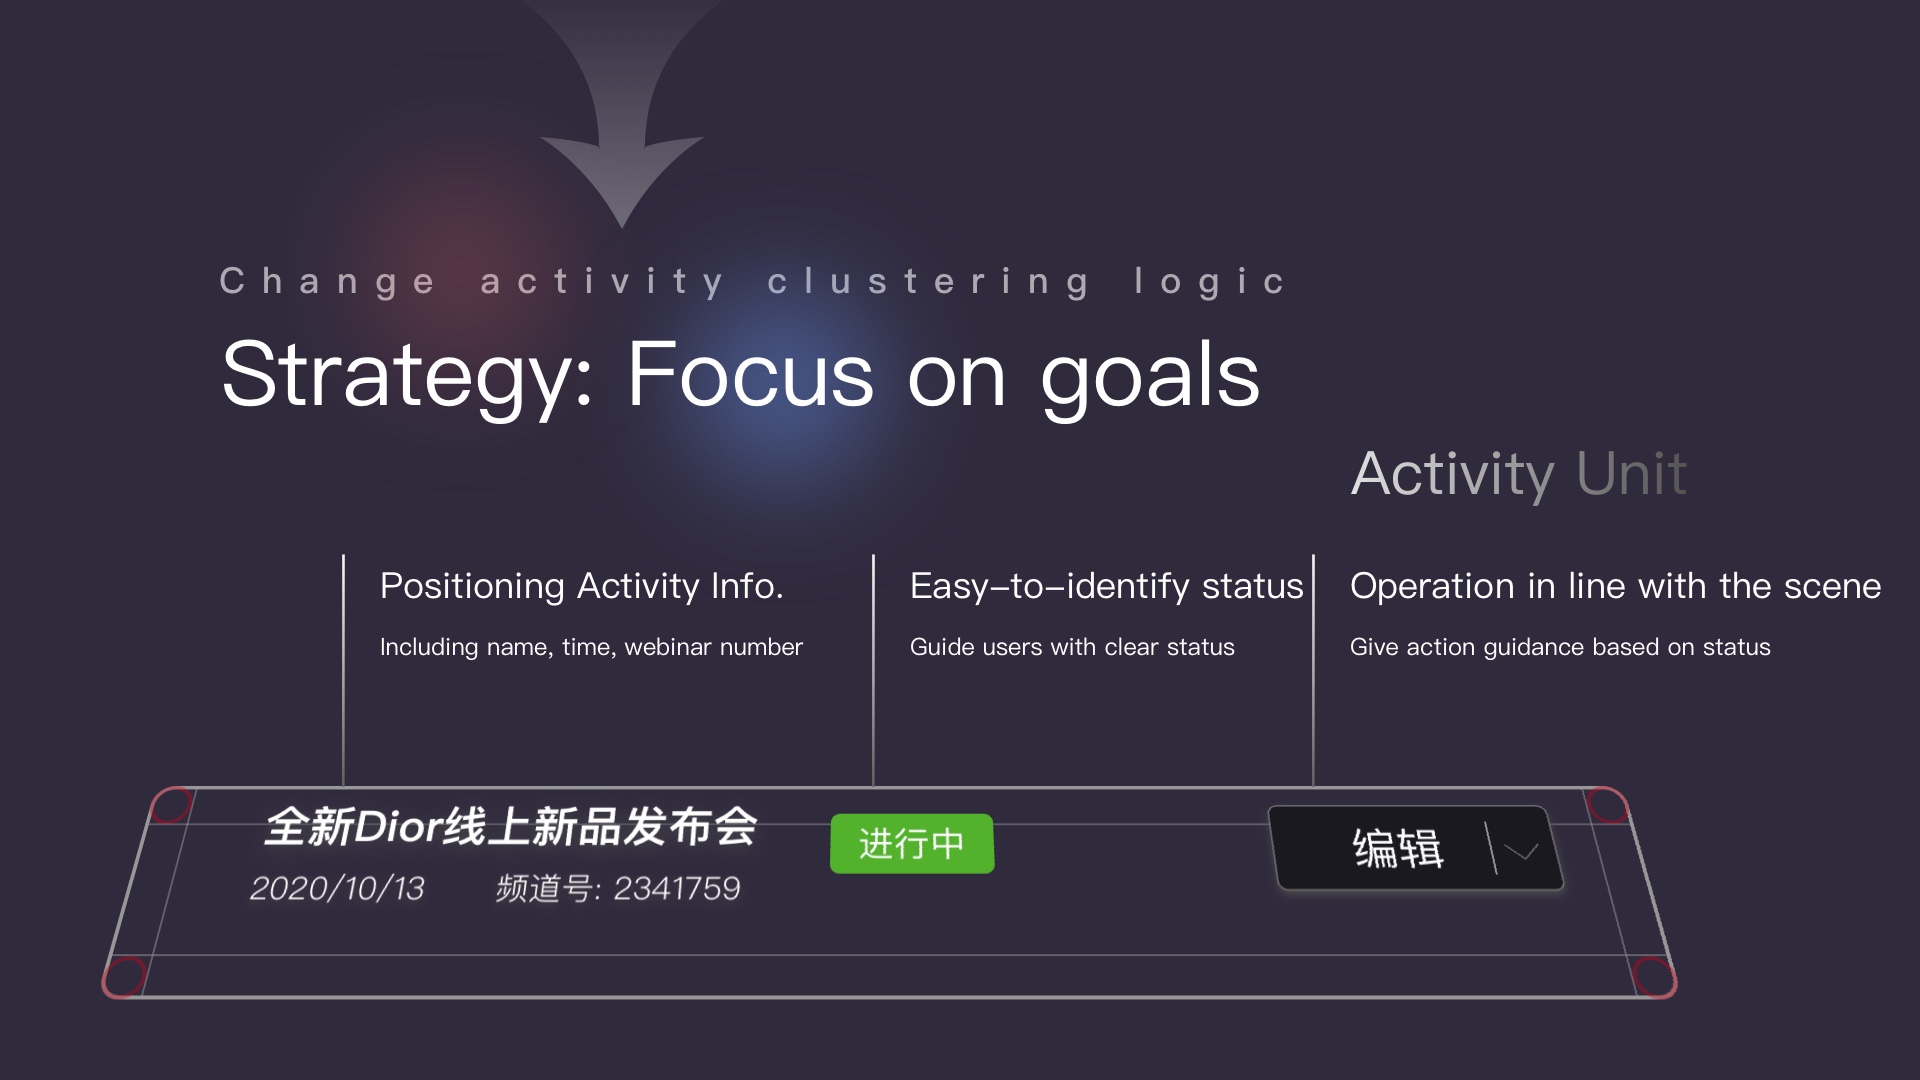 Change activity clustering logic
Strategy: Focus on goals
Activity Unit
Positioning Activity Info.
Including name, time, webinar number
Easy-to-identify status
Guide users with clear status
Operation in line with the scene
Give action guidance based on status
全新Dior线上新品发布会
2020/10/13 频道号: 2341759
进行中
编辑